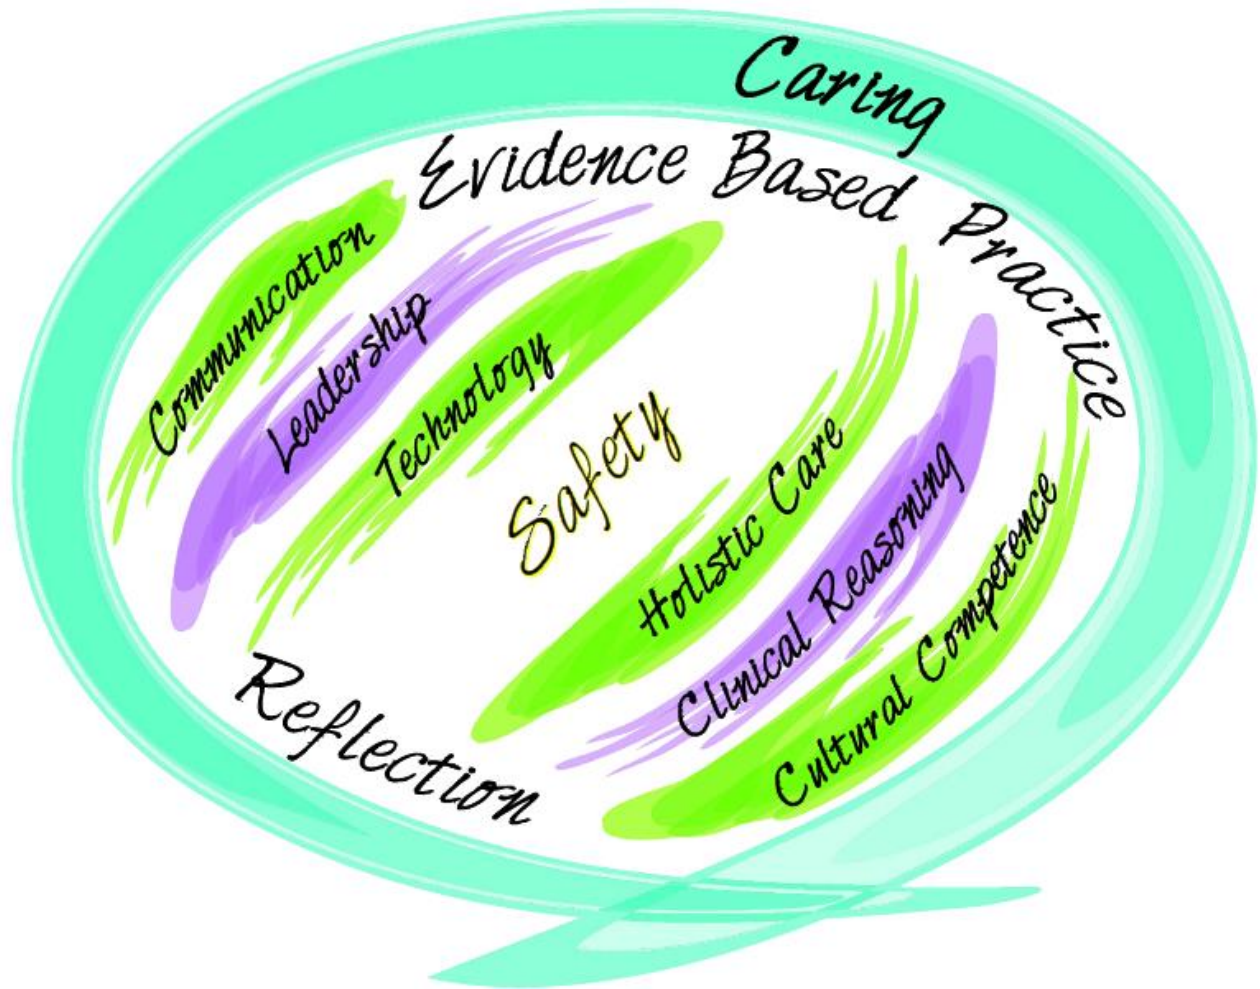 Caring
Evidence Based Practice
Communication
Leadership
Technology
Safety
Holistic Care
Clinical Reasoning
Cultural Competence
Reflection